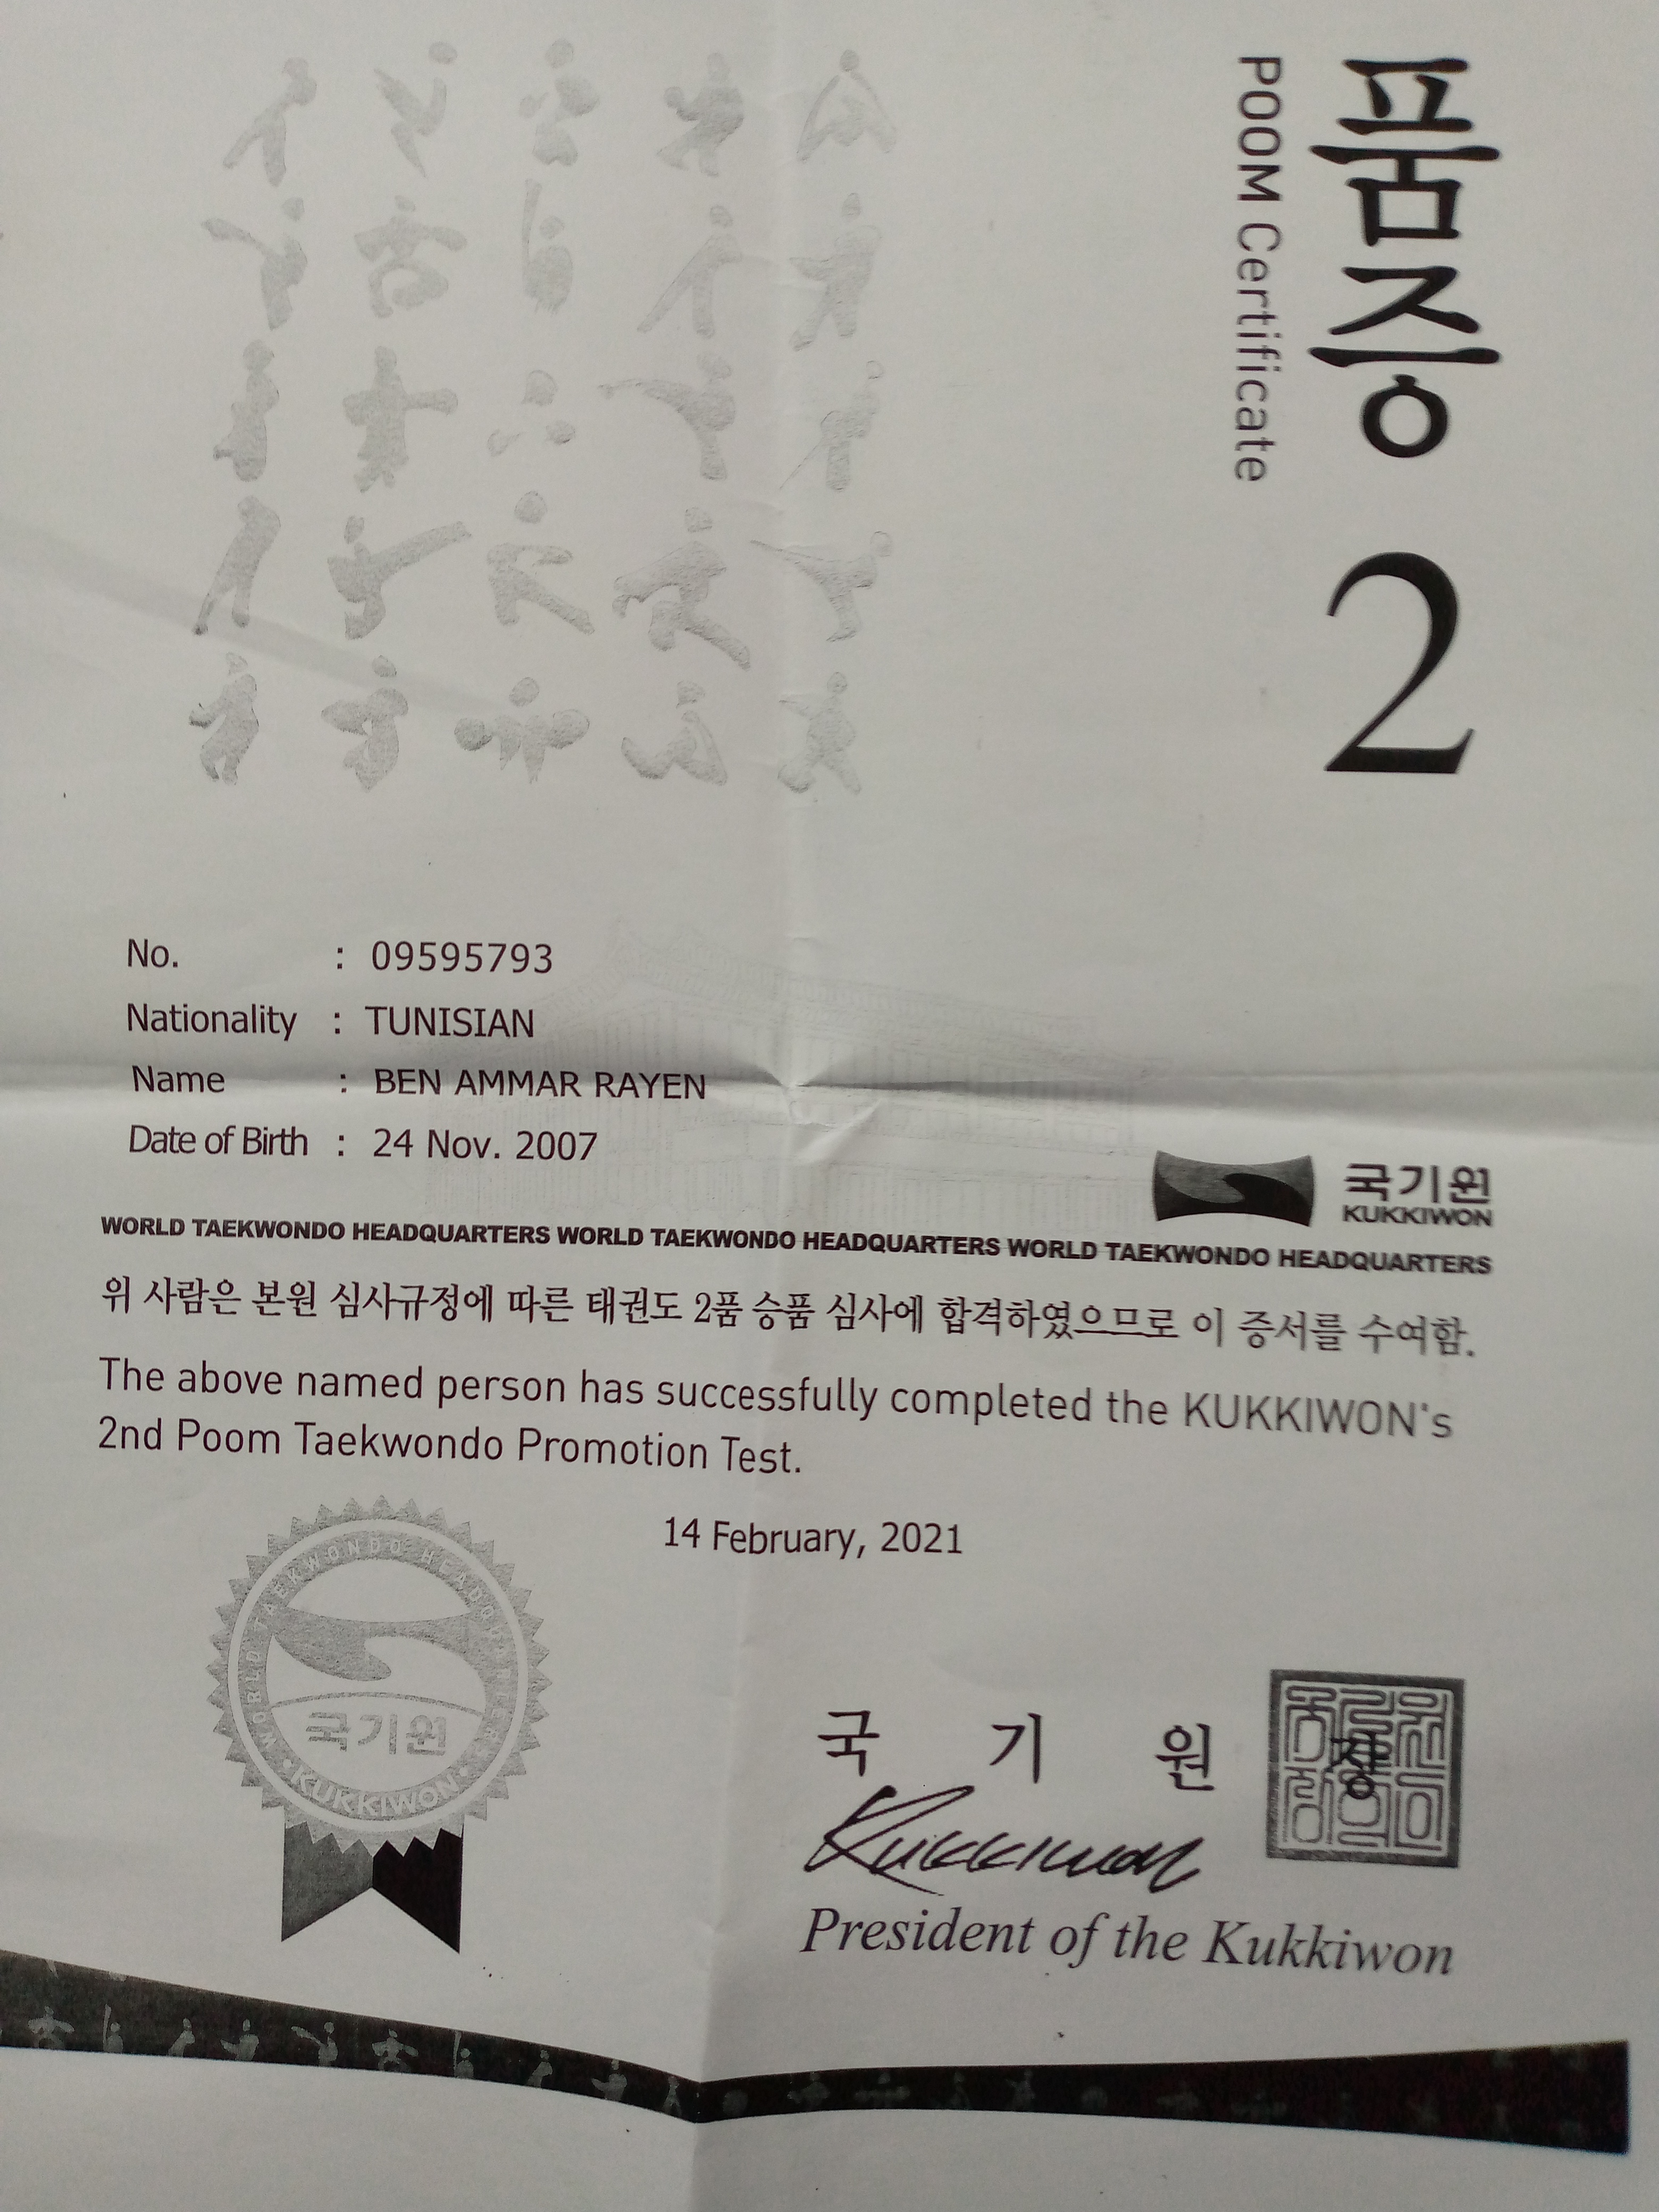 품증 2
POOM Certificate
No. : 09595793
Nationality : TUNISIAN
Name : BEN AMMAR RAYEN
Date of Birth : 24 Nov. 2007
국기원
KUKKIWON
WORLD TAEKWONDO HEADQUARTERS WORLD TAEKWONDO HEADQUARTERS WORLD TAEKWONDO HEADQUARTERS
위 사람은 본원 심사규정에 따른 태권도 2품 승품 심사에 합격하였으므로 이 증서를 수여함.
The above named person has successfully completed the KUKKIWON's
2nd Poom Taekwondo Promotion Test.
14 February, 2021
WORLD TAEKWONDO HEADQUARTERS
국기원
KUKKIWON
국 기 원 장
Kukkiwon
President of the Kukkiwon